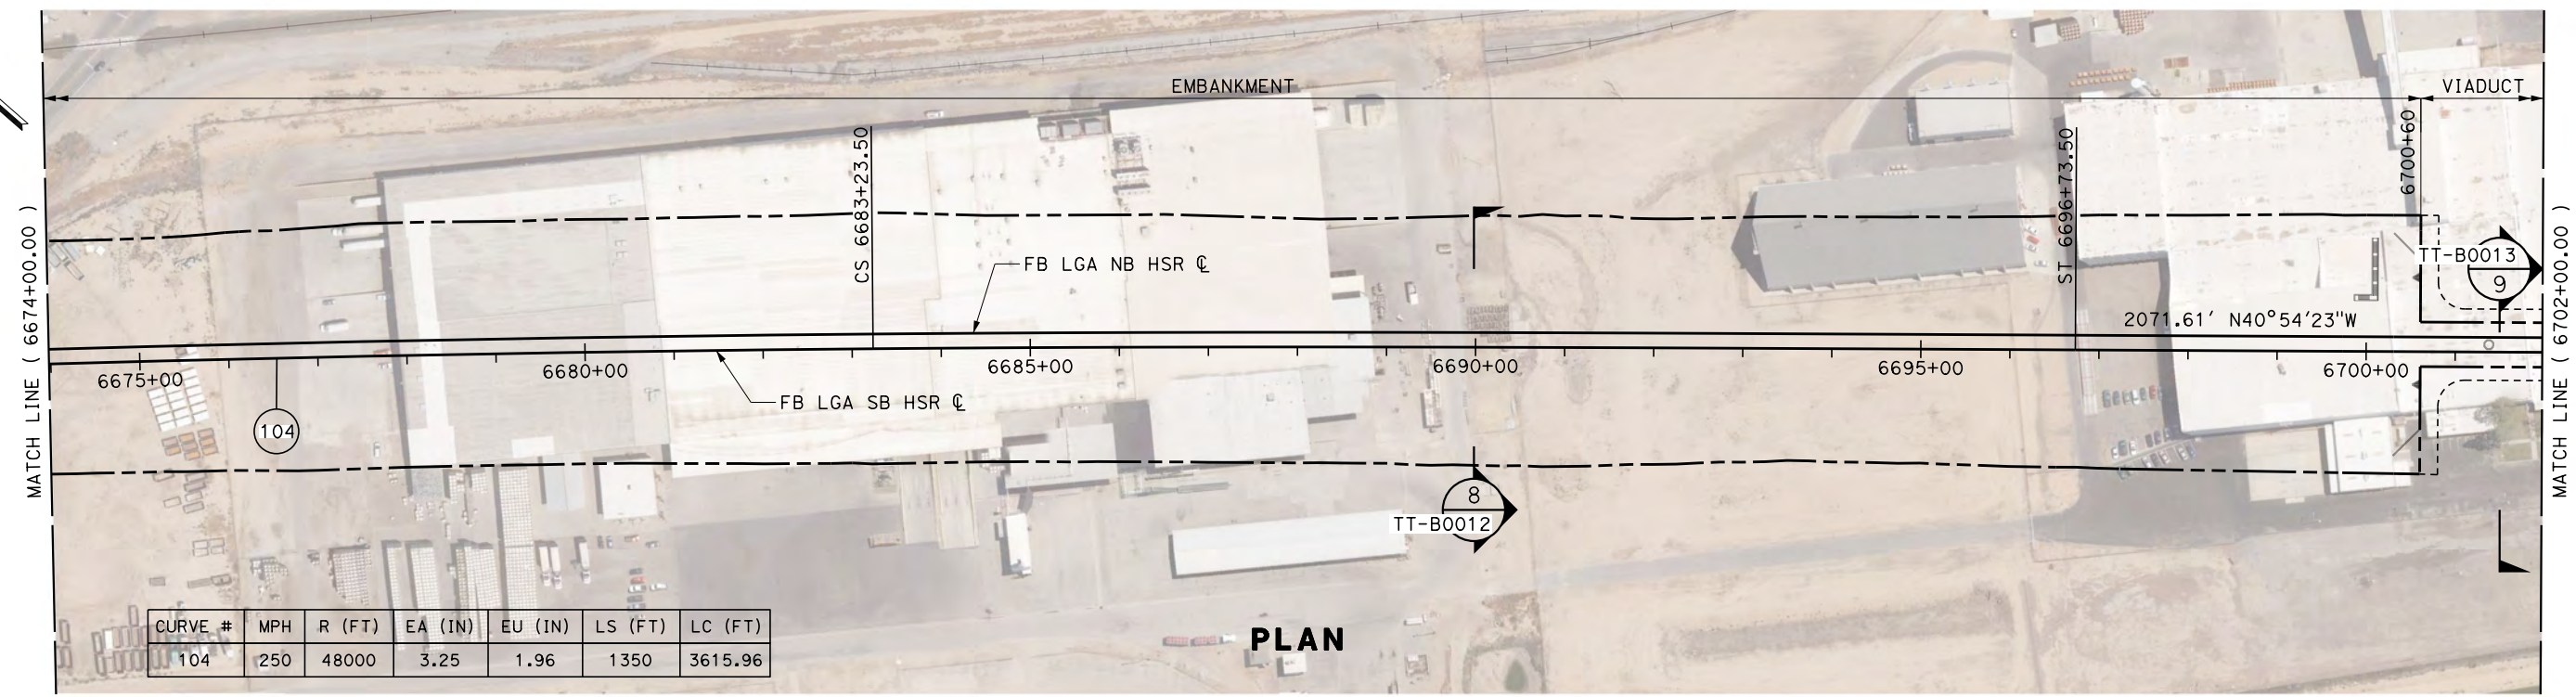 EMBANKMENT
VIADUCT
MATCH LINE ( 6674+00.00 )
CS 6683+23.50
ST 6696+73.50
6700+60
MATCH LINE ( 6702+00.00 )
FB LGA NB HSR ℄
TT-B0013
9
2071.61' N40°54'23"W
6675+00
6680+00
6685+00
6690+00
6695+00
6700+00
FB LGA SB HSR ℄
104
8
TT-B0012
CURVE # MPH R (FT) EA (IN) EU (IN) LS (FT) LC (FT)
104 250 48000 3.25 1.96 1350 3615.96
PLAN